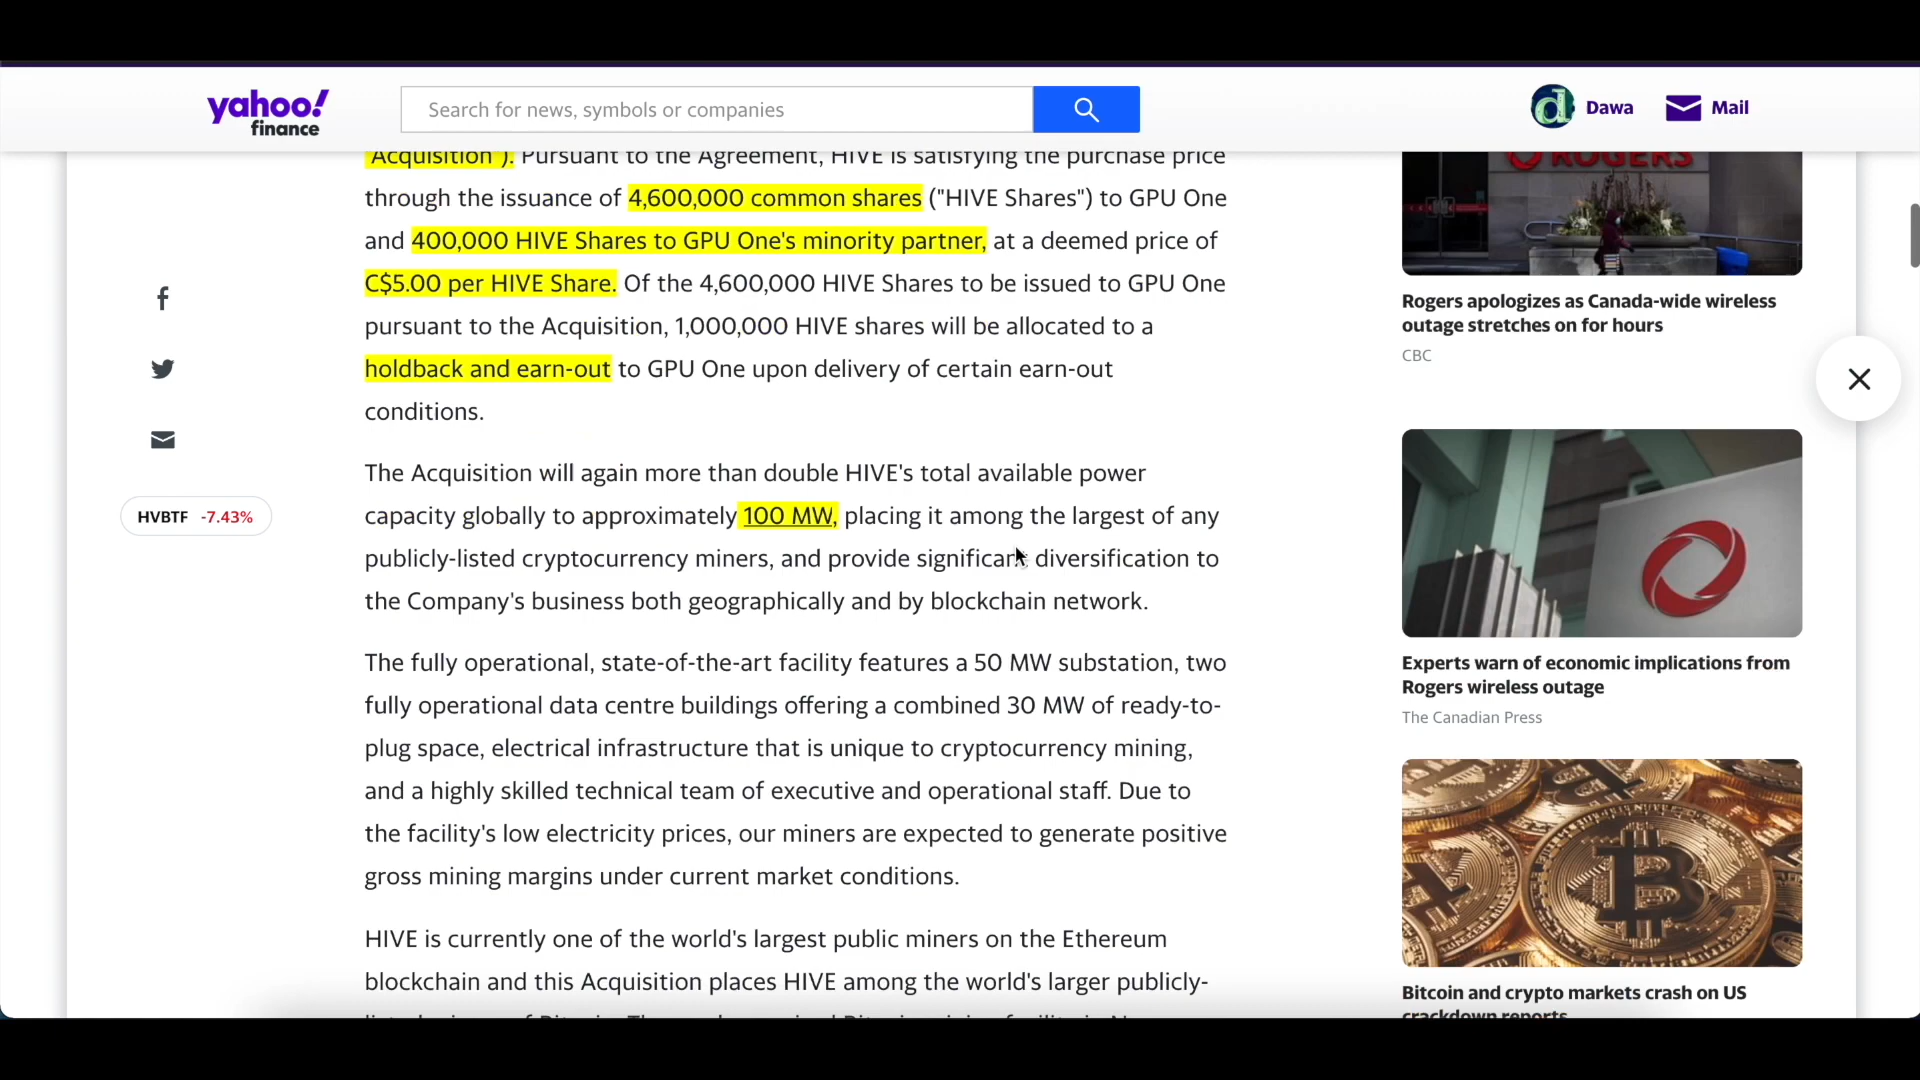 yahoo!
finance
Search for news, symbols or companies
Dawa
Mail
Acquisition"). Pursuant to the Agreement, HIVE is satisfying the purchase price
through the issuance of 4,600,000 common shares ("HIVE Shares") to GPU One
and 400,000 HIVE Shares to GPU One's minority partner, at a deemed price of
C$5.00 per HIVE Share. Of the 4,600,000 HIVE Shares to be issued to GPU One
pursuant to the Acquisition, 1,000,000 HIVE shares will be allocated to a
holdback and earn-out to GPU One upon delivery of certain earn-out
conditions.
HVBTF -7.43%
The Acquisition will again more than double HIVE's total available power
capacity globally to approximately 100 MW, placing it among the largest of any
publicly-listed cryptocurrency miners, and provide significant diversification to
the Company's business both geographically and by blockchain network.
The fully operational, state-of-the-art facility features a 50 MW substation, two
fully operational data centre buildings offering a combined 30 MW of ready-to-
plug space, electrical infrastructure that is unique to cryptocurrency mining,
and a highly skilled technical team of executive and operational staff. Due to
the facility's low electricity prices, our miners are expected to generate positive
gross mining margins under current market conditions.
HIVE is currently one of the world's largest public miners on the Ethereum
blockchain and this Acquisition places HIVE among the world's larger publicly-
ROGERS
Rogers apologizes as Canada-wide wireless
outage stretches on for hours
CBC
Experts warn of economic implications from
Rogers wireless outage
The Canadian Press
Bitcoin and crypto markets crash on US
crackdown reports